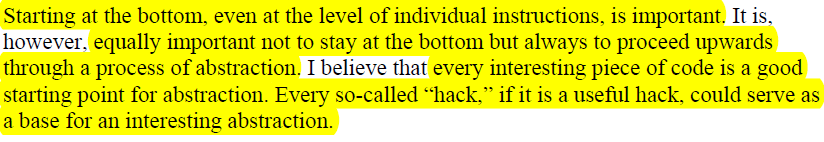 Starting at the bottom, even at the level of individual instructions, is important. It is,
however, equally important not to stay at the bottom but always to proceed upwards
through a process of abstraction. I believe that every interesting piece of code is a good
starting point for abstraction. Every so-called “hack,” if it is a useful hack, could serve as
a base for an interesting abstraction.